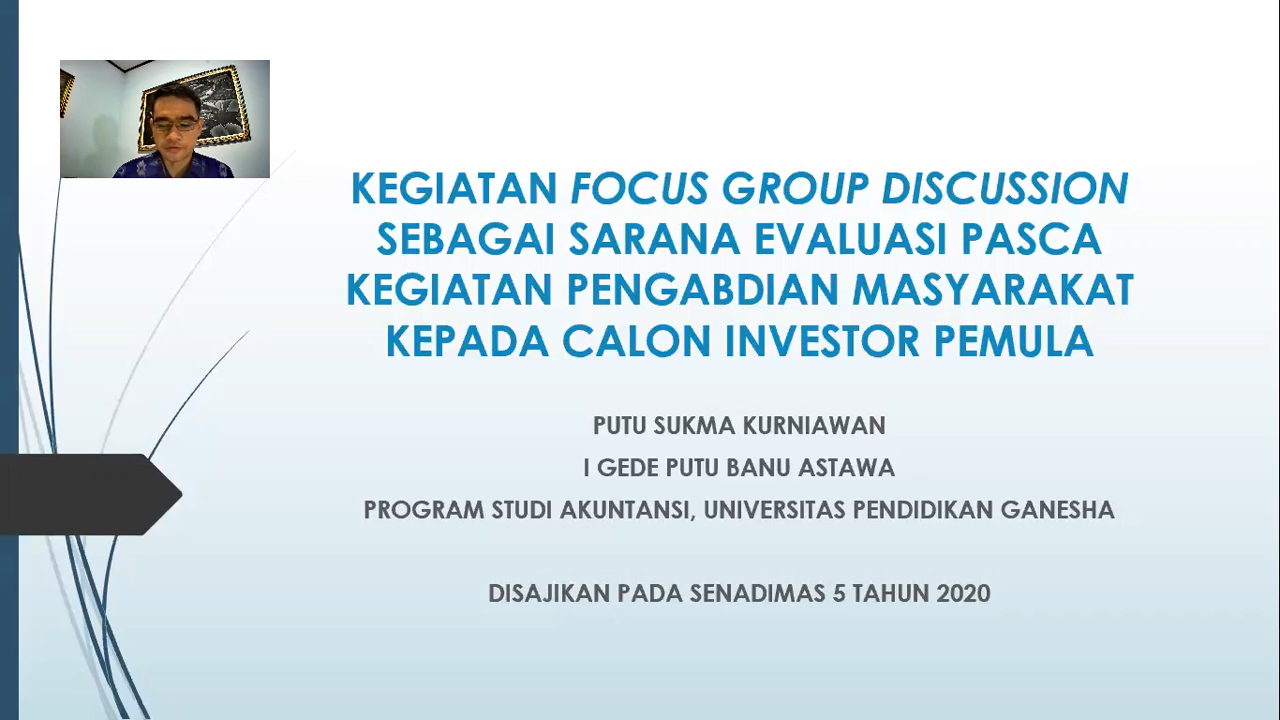 KEGIATAN FOCUS GROUP DISCUSSION
SEBAGAI SARANA EVALUASI PASCA
KEGIATAN PENGABDIAN MASYARAKAT
KEPADA CALON INVESTOR PEMULA
PUTU SUKMA KURNIAWAN
I GEDE PUTU BANU ASTAWA
PROGRAM STUDI AKUNTANSI, UNIVERSITAS PENDIDIKAN GANESHA
DISAJIKAN PADA SENADIMAS 5 TAHUN 2020